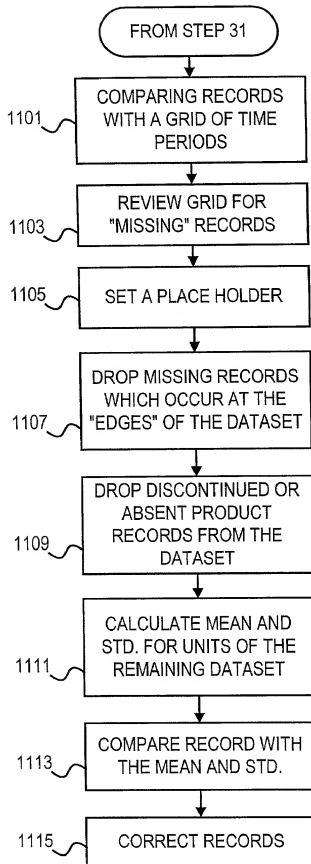 FROM STEP 31
1101
COMPARING RECORDS
WITH A GRID OF TIME
PERIODS
1103
REVIEW GRID FOR
"MISSING" RECORDS
1105
SET A PLACE HOLDER
1107
DROP MISSING RECORDS
WHICH OCCUR AT THE
"EDGES" OF THE DATASET
1109
DROP DISCONTINUED OR
ABSENT PRODUCT
RECORDS FROM THE
DATASET
1111
CALCULATE MEAN AND
STD. FOR UNITS OF THE
REMAINING DATASET
1113
COMPARE RECORD WITH
THE MEAN AND STD.
1115
CORRECT RECORDS